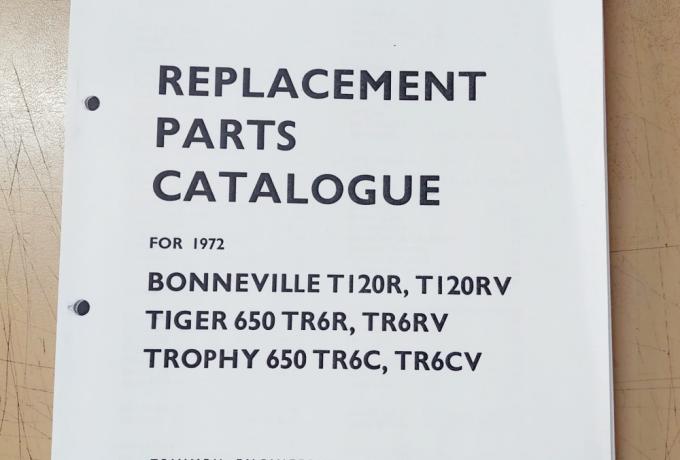 REPLACEMENT
PARTS
CATALOGUE
FOR 1972
BONNEVILLE T120R, T120RV
TIGER 650 TR6R, TR6RV
TROPHY 650 TR6C, TR6CV